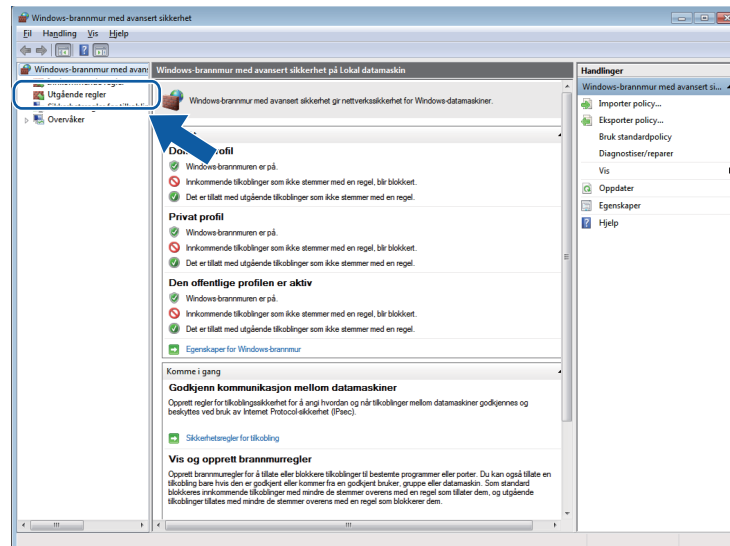 Windows-brannmur med avansert sikkerhet
Fil Handling Vis Hjelp
Windows-brannmur med avans
Utgående regler
Overvåker
Windows-brannmur med avansert sikkerhet på Lokal datamaskin
Windows-brannmur med avansert sikkerhet gir nettverkssikkerhet for Windows-datamaskiner.
Windows-brannmuren er på.
Innkommende tilkoblinger som ikke stemmer med en regel, blir blokkert.
Det er tillatt med utgående tilkoblinger som ikke stemmer med en regel.
Privat profil
Windows-brannmuren er på.
Innkommende tilkoblinger som ikke stemmer med en regel, blir blokkert.
Det er tillatt med utgående tilkoblinger som ikke stemmer med en regel.
Den offentlige profilen er aktiv
Windows-brannmuren er på.
Innkommende tilkoblinger som ikke stemmer med en regel, blir blokkert.
Det er tillatt med utgående tilkoblinger som ikke stemmer med en regel.
Egenskaper for Windows-brannmur
Komme i gang
Godkjenn kommunikasjon mellom datamaskiner
Opprett regler for tilkoblingssikkerhet for å angi hvordan og når tilkoblinger mellom datamaskiner godkjennes og
beskyttes ved bruk av Internet Protocol-sikkerhet (IPsec).
Sikkerhetsregler for tilkobling
Vis og opprett brannmurregler
Opprett brannmurregler for å tillate eller blokkere tilkoblinger til bestemte programmer eller porter. Du kan også tillate en
tilkobling bare hvis den er godkjent eller kommer fra en godkjent bruker, gruppe eller datamaskin. Som standard
blokkeres innkommende tilkoblinger med mindre de stemmer overens med en regel som tillater dem, og utgående
tilkoblinger tillates med mindre de stemmer overens med en regel som blokkerer dem.
Handlinger
Windows-brannmur med avansert si...
Importer policy...
Eksporter policy...
Bruk standardpolicy
Diagnostiser/reparer
Vis
Oppdater
Egenskaper
Hjelp